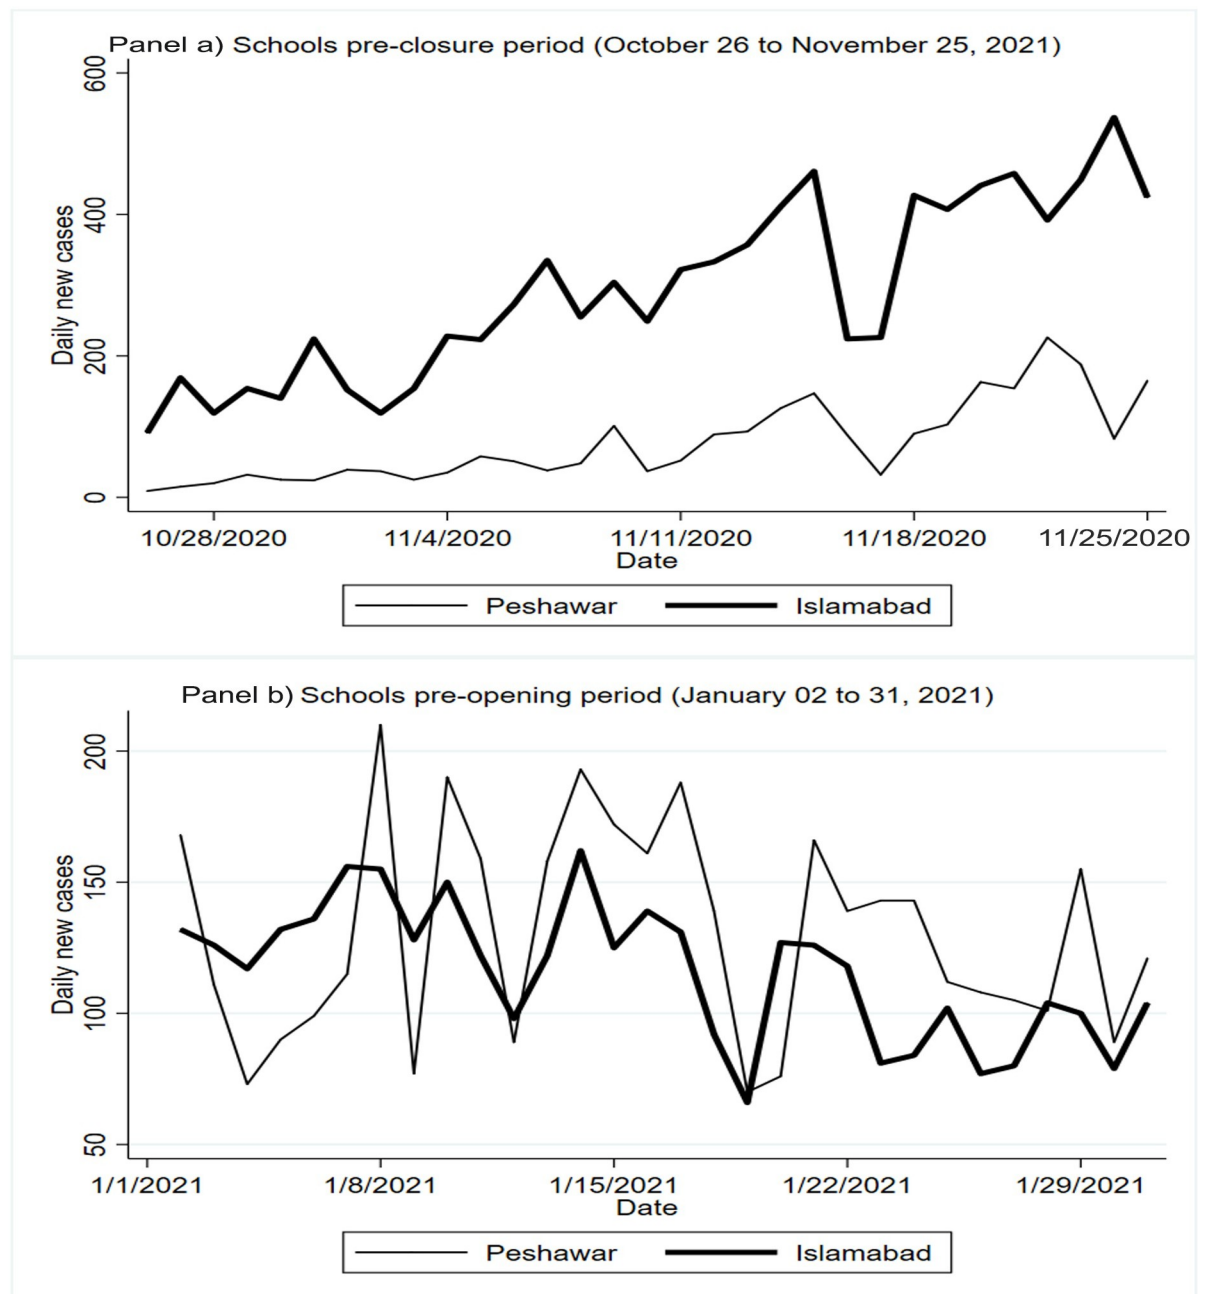 Panel a) Schools pre-closure period (October 26 to November 25, 2021)
600
400
200
0
Daily new cases
10/28/2020 11/4/2020 11/11/2020 11/18/2020 11/25/2020
Date
Peshawar Islamabad
Panel b) Schools pre-opening period (January 02 to 31, 2021)
200
150
100
50
Daily new cases
1/1/2021 1/8/2021 1/15/2021 1/22/2021 1/29/2021
Date
Peshawar Islamabad